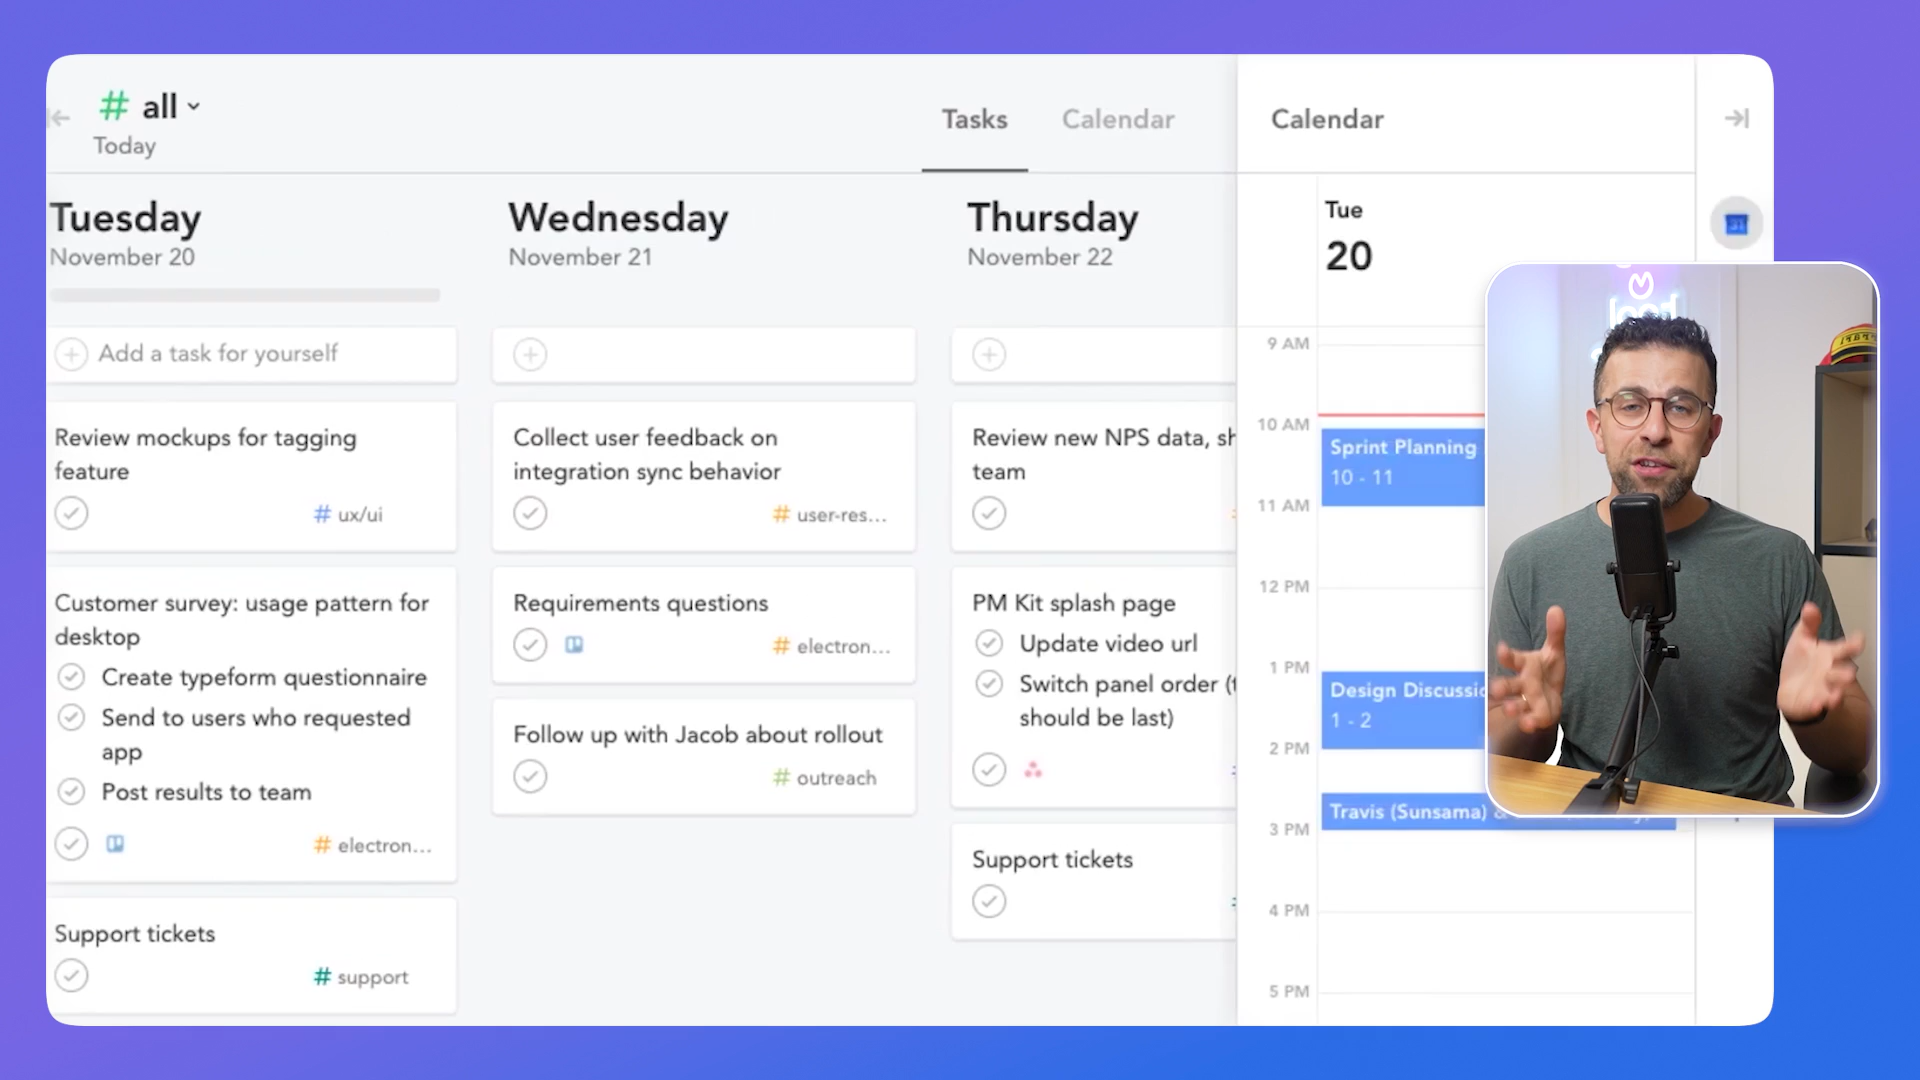 # all
Today
Tasks
Calendar
Calendar
Tuesday
November 20
Add a task for yourself
Review mockups for tagging
feature
# ux/ui
Customer survey: usage pattern for
desktop
Create typeform questionnaire
Send to users who requested
app
Post results to team
# electron...
Support tickets
# support
Wednesday
November 21
Collect user feedback on
integration sync behavior
# user-res...
Requirements questions
# electron...
Follow up with Jacob about rollout
# outreach
Thursday
November 22
Review new NPS data, sh
team
PM Kit splash page
Update video url
Switch panel order (t
should be last)
Support tickets
Tue
20
31
9 AM
10 AM
Sprint Planning
10 - 11
11 AM
12 PM
1 PM
Design Discussio
1 - 2
2 PM
Travis (Sunsama)
3 PM
4 PM
5 PM